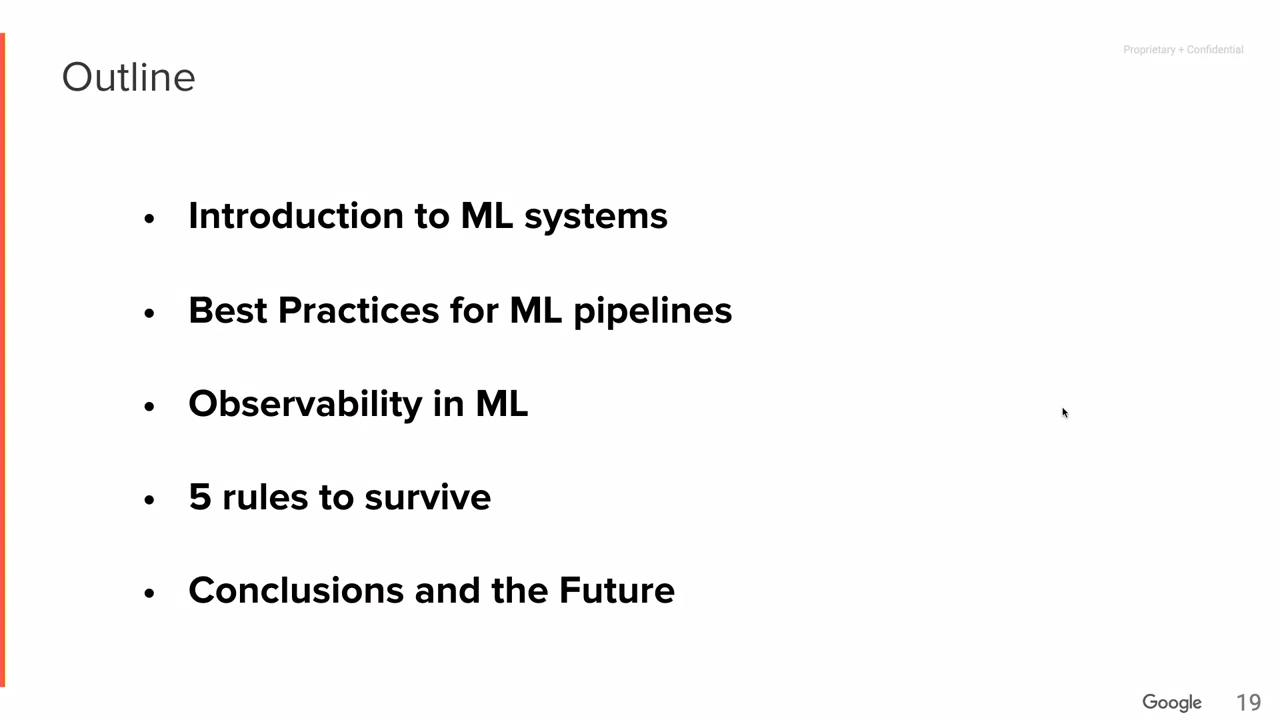 Proprietary + Confidential
Outline
• Introduction to ML systems
• Best Practices for ML pipelines
• Observability in ML
• 5 rules to survive
• Conclusions and the Future
Google 19